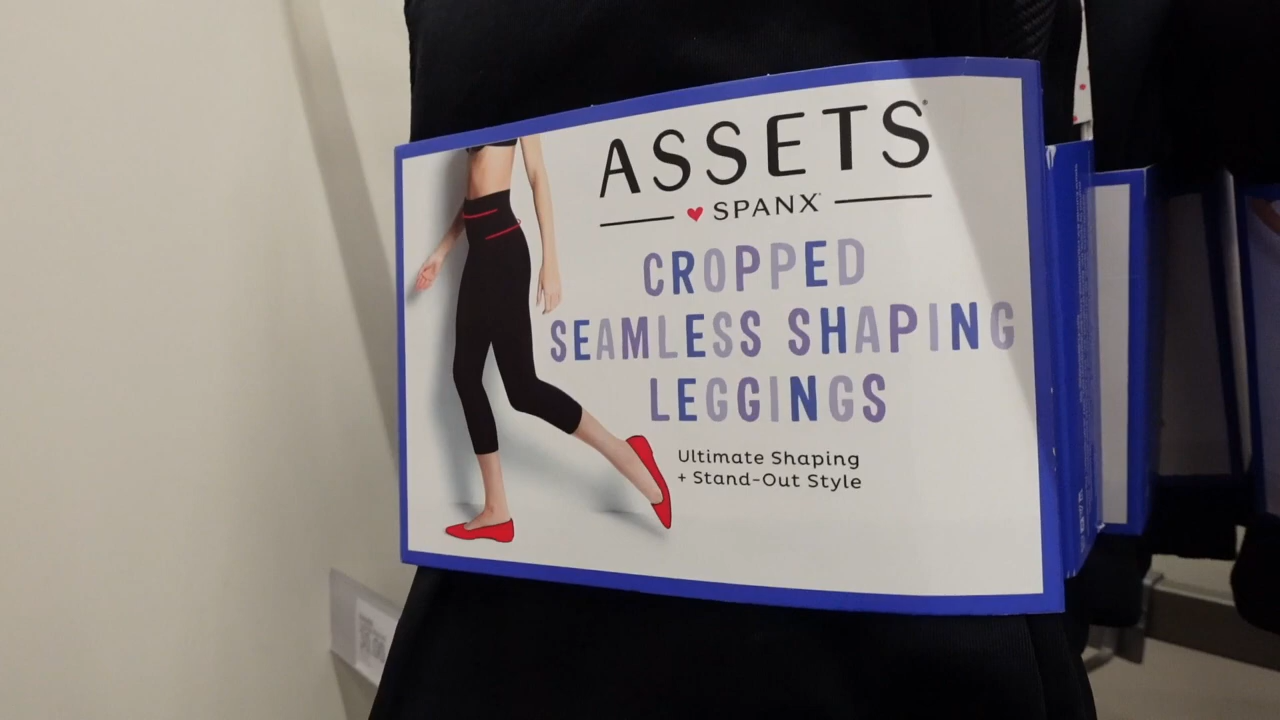 ASSETS®
♥ SPANX®
CROPPED
SEAMLESS SHAPING
LEGGINGS
Ultimate Shaping
+ Stand-Out Style